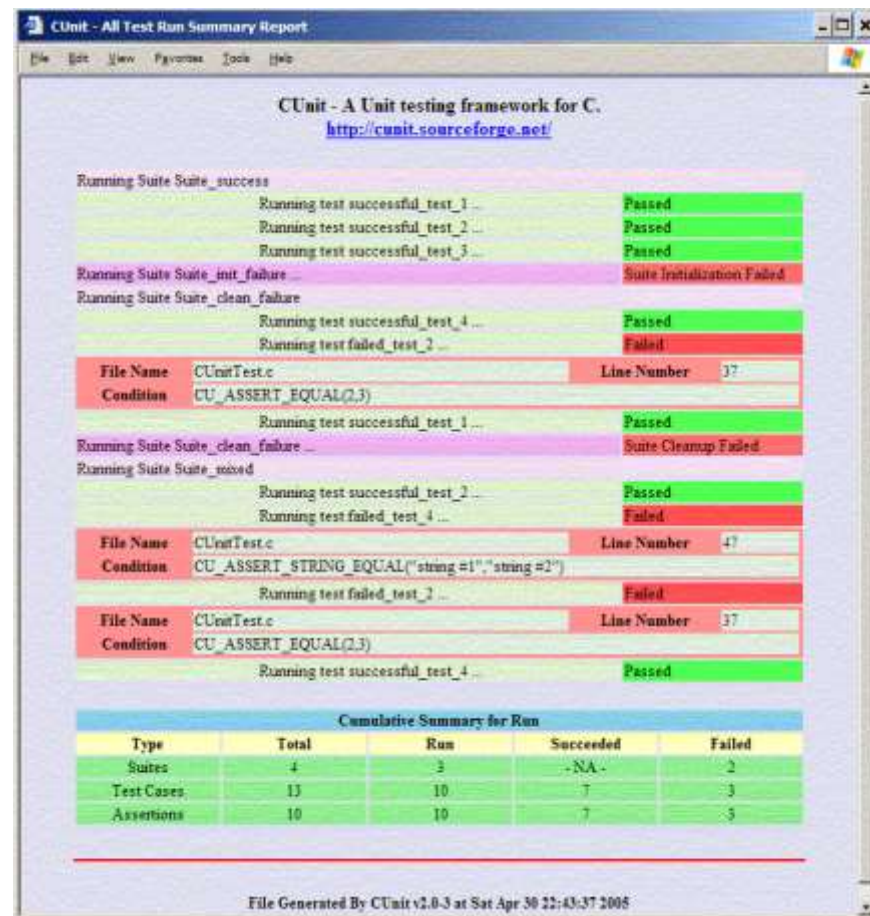 CUnit - All Test Run Summary Report
File Edit View Favorites Tools Help
CUnit - A Unit testing framework for C.
http://cunit.sourceforge.net/
Running Suite Suite_success
Running test successful_test_1 ... Passed
Running test successful_test_2 ... Passed
Running test successful_test_3 ... Passed
Running Suite Suite_init_failure ... Suite Initialization Failed
Running Suite Suite_clean_failure
Running test successful_test_4 ... Passed
Running test failed_test_2 ... Failed
File Name CUnitTest.c Line Number 37
Condition CU_ASSERT_EQUAL(2,3)
Running test successful_test_1 ... Passed
Running Suite Suite_clean_failure ... Suite Cleanup Failed
Running Suite Suite_mixed
Running test successful_test_2 ... Passed
Running test failed_test_4 ... Failed
File Name CUnitTest.c Line Number 47
Condition CU_ASSERT_STRING_EQUAL("string #1","string #2")
Running test failed_test_2 ... Failed
File Name CUnitTest.c Line Number 37
Condition CU_ASSERT_EQUAL(2,3)
Running test successful_test_4 ... Passed
Cumulative Summary for Run
Type Total Run Succeeded Failed
Suites 4 3 - NA - 2
Test Cases 13 10 7 3
Assertions 10 10 7 3
File Generated By CUnit v2.0-3 at Sat Apr 30 22:43:37 2005